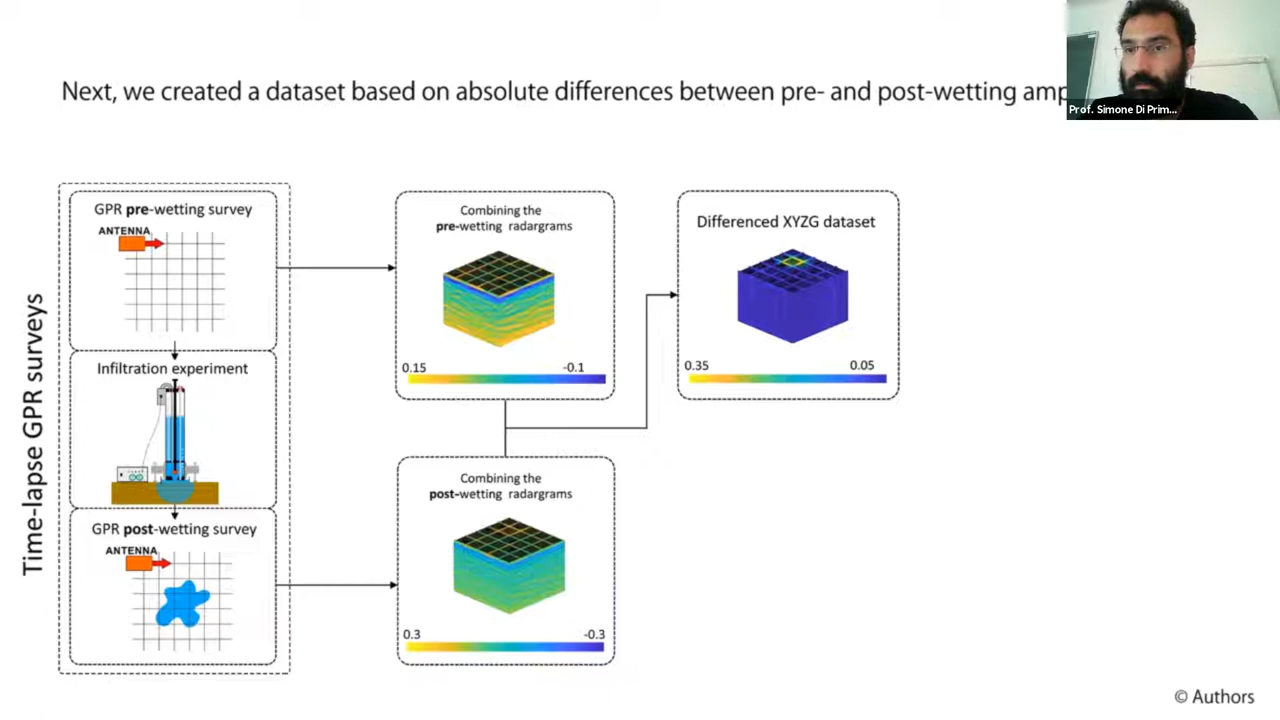 Next, we created a dataset based on absolute differences between pre- and post-wetting amp
Prof. Simone Di Prim...
Time-lapse GPR surveys
GPR pre-wetting survey
ANTENNA
Infiltration experiment
GPR post-wetting survey
ANTENNA
Combining the
pre-wetting radargrams
0.15 -0.1
Combining the
post-wetting radargrams
0.3 -0.3
Differenced XYZG dataset
0.35 0.05
© Authors